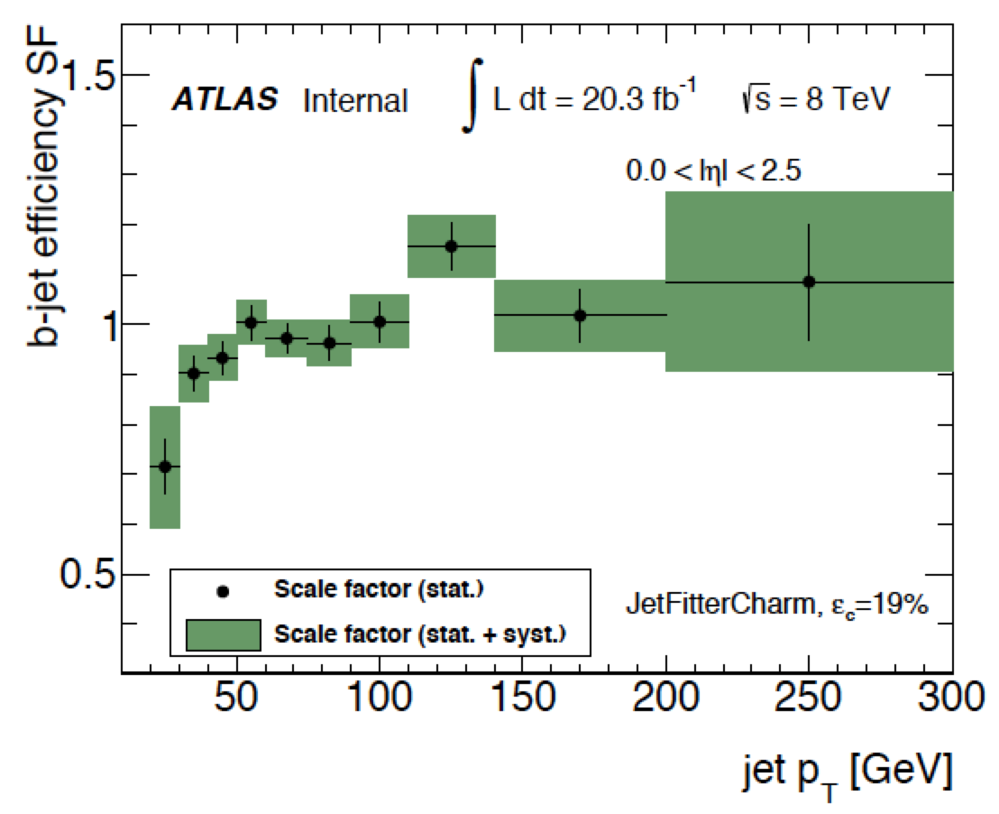 b-jet efficiency SF
1.5
1
0.5
ATLAS Internal ∫ L dt = 20.3 fb⁻¹ √s = 8 TeV
0.0 < |η| < 2.5
Scale factor (stat.)
Scale factor (stat. + syst.)
JetFitterCharm, ε_c=19%
50 100 150 200 250 300
jet p_T [GeV]